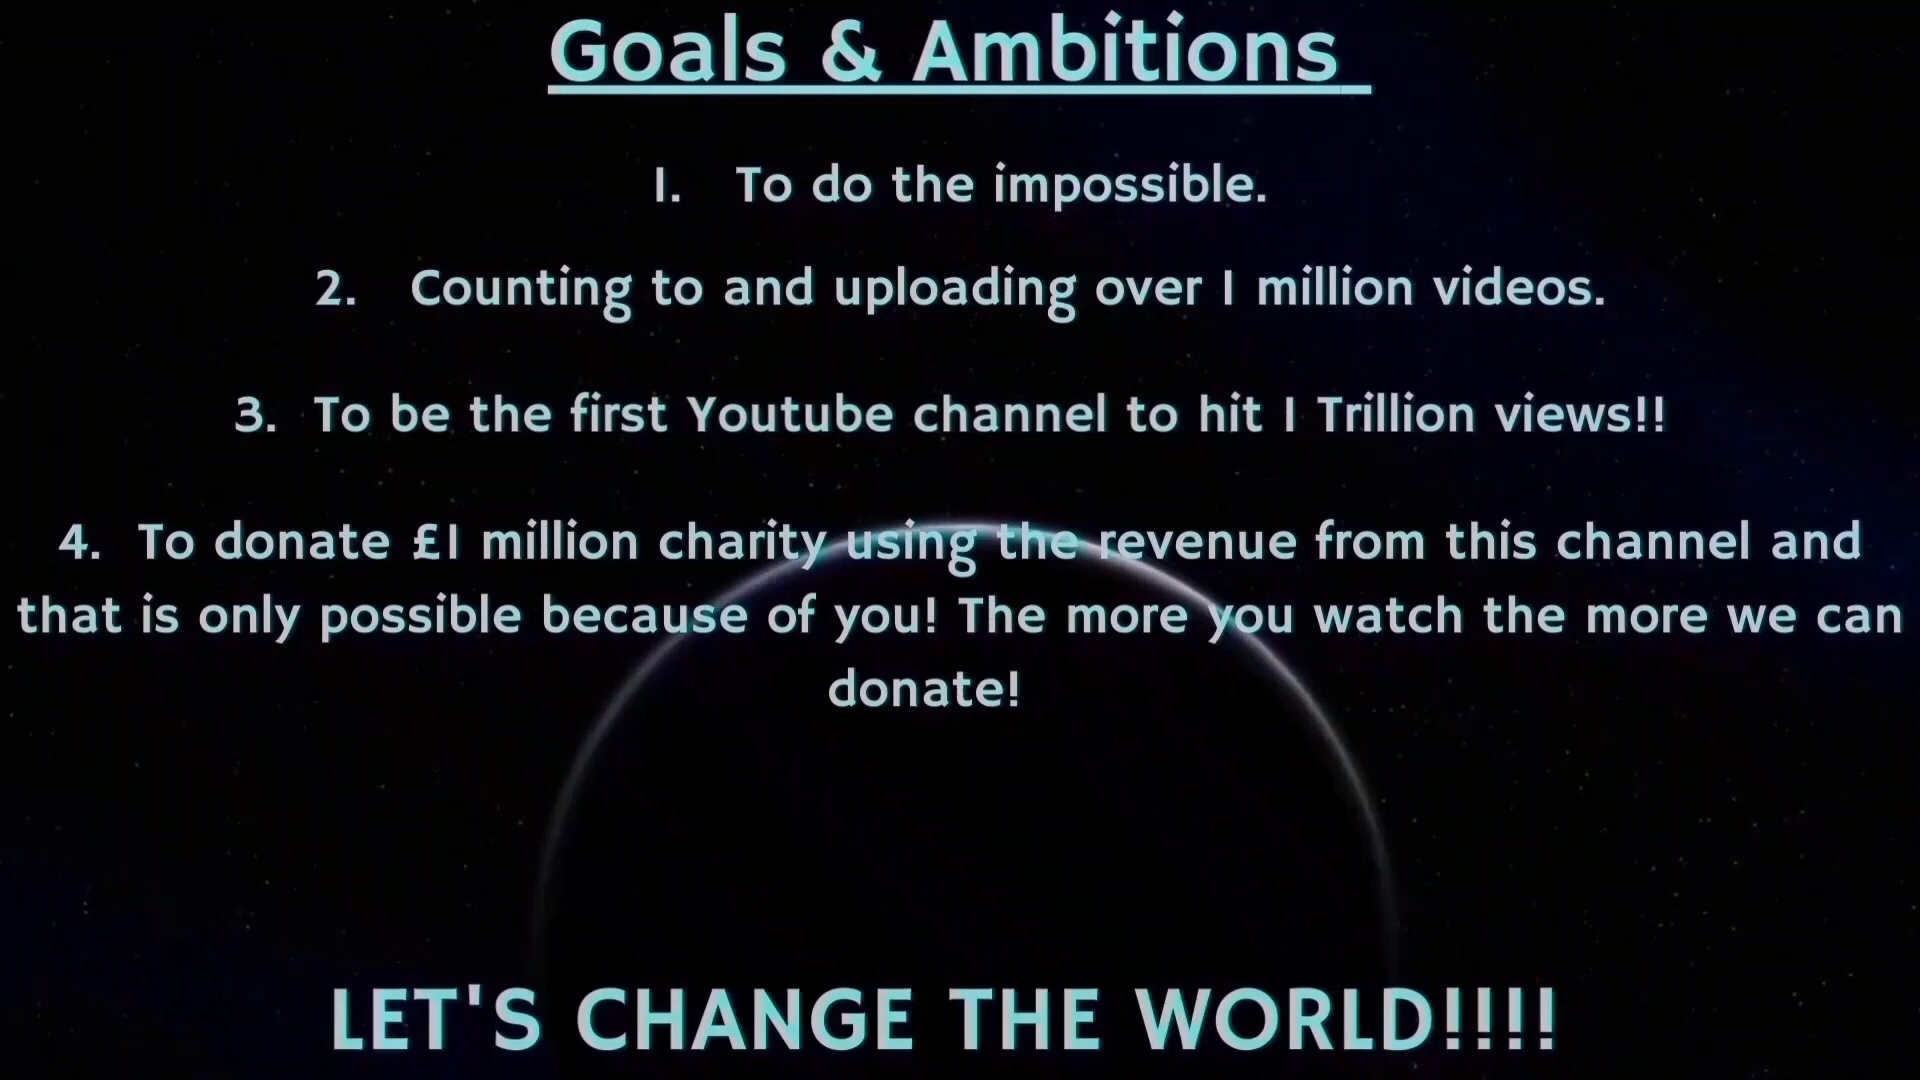 Goals & Ambitions
1. To do the impossible.
2. Counting to and uploading over 1 million videos.
3. To be the first Youtube channel to hit 1 Trillion views!!
4. To donate £1 million charity using the revenue from this channel and
that is only possible because of you! The more you watch the more we can
donate!
LET'S CHANGE THE WORLD!!!!